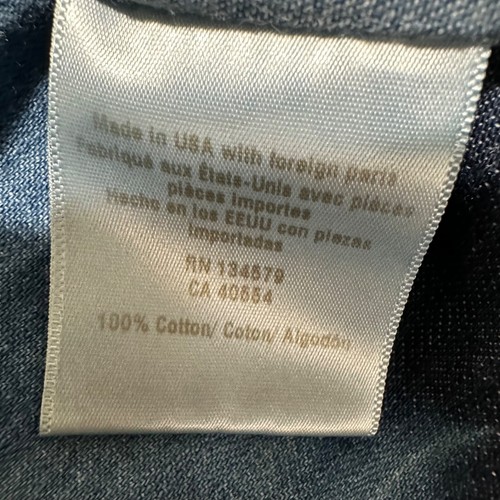 Made in USA with foreign parts
Fabriqué aux États-Unis avec pièces
pièces importes
Hecho en los EEUU con piezas
importadas
RN 134579
CA 40554
100% Cotton/ Coton/ Algodón